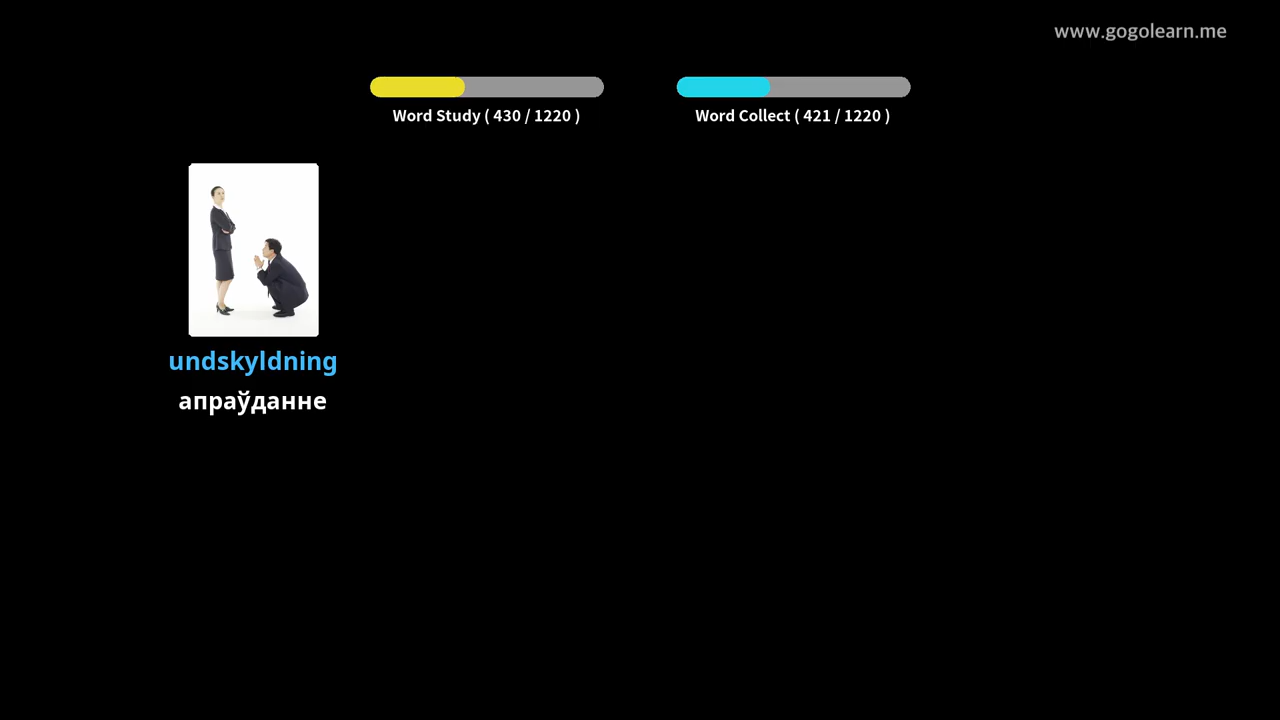 www.gogolearn.me
Word Study ( 430 / 1220 )
Word Collect ( 421 / 1220 )
undskyldning
апраўданне